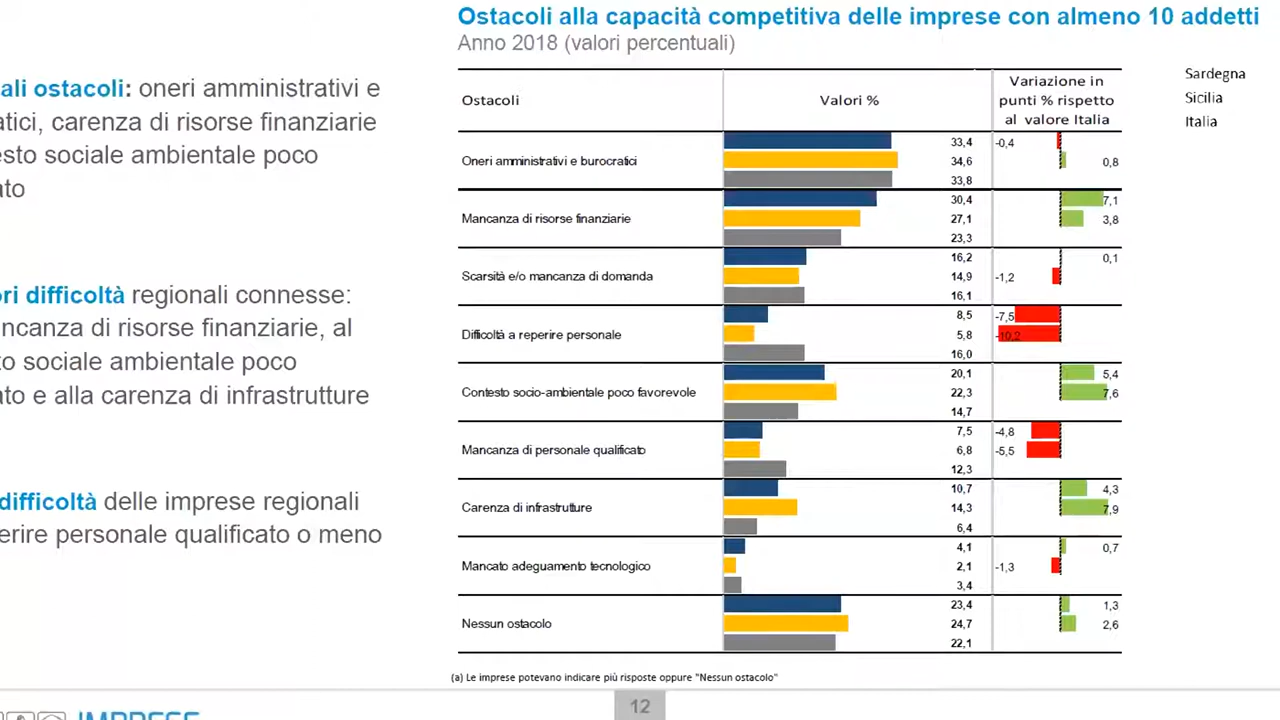 Ostacoli alla capacità competitiva delle imprese con almeno 10 addetti
Anno 2018 (valori percentuali)
ali ostacoli: oneri amministrativi e
atici, carenza di risorse finanziarie
esto sociale ambientale poco
ato
ori difficoltà regionali connesse:
ancanza di risorse finanziarie, al
to sociale ambientale poco
ato e alla carenza di infrastrutture
difficoltà delle imprese regionali
erire personale qualificato o meno
Ostacoli
Valori %
Variazione in
punti % rispetto
al valore Italia
Sardegna
Sicilia
Italia
Oneri amministrativi e burocratici
33,4 -0,4
34,6 0,8
33,8
Mancanza di risorse finanziarie
30,4 7,1
27,1 3,8
23,3
Scarsità e/o mancanza di domanda
16,2 0,1
14,9 -1,2
16,1
Difficoltà a reperire personale
8,5 -7,5
5,8 -10,2
16,0
Contesto socio-ambientale poco favorevole
20,1 5,4
22,3 7,6
14,7
Mancanza di personale qualificato
7,5 -4,8
6,8 -5,5
12,3
Carenza di infrastrutture
10,7 4,3
14,3 7,9
6,4
Mancato adeguamento tecnologico
4,1 0,7
2,1 -1,3
3,4
Nessun ostacolo
23,4 1,3
24,7 2,6
22,1
(a) Le imprese potevano indicare più risposte oppure "Nessun ostacolo"
12
IMPRESE